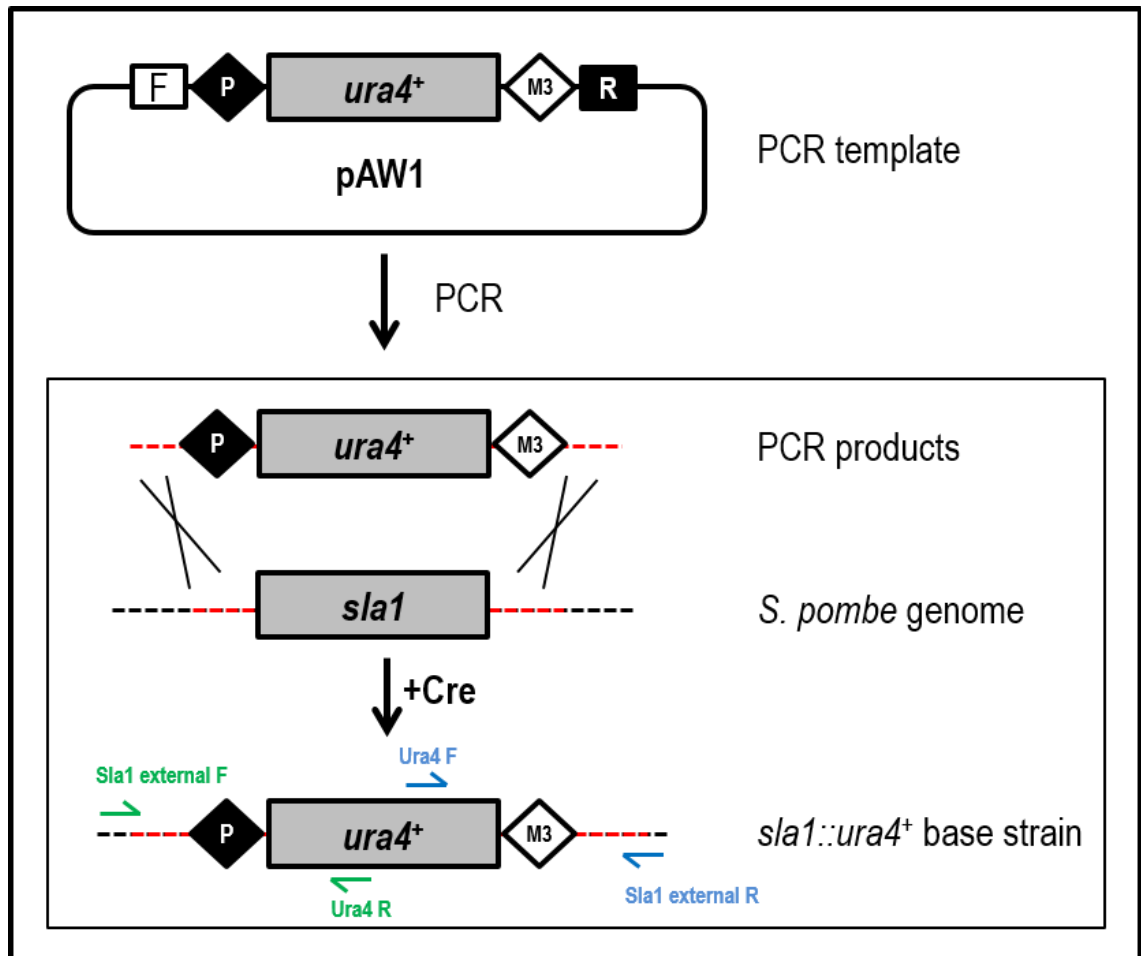 F P ura4⁺ M3 R
PCR template
pAW1
PCR
P ura4⁺ M3
PCR products
sla1
S. pombe genome
+Cre
Ura4 F
Sla1 external F
P ura4⁺ M3
sla1::ura4⁺ base strain
Ura4 R
Sla1 external R